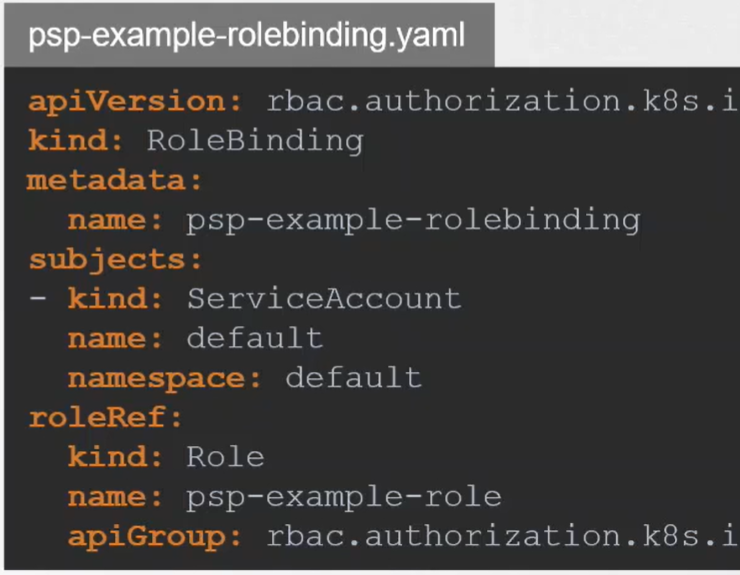 psp-example-rolebinding.yaml
apiVersion: rbac.authorization.k8s.i
kind: RoleBinding
metadata:
  name: psp-example-rolebinding
subjects:
- kind: ServiceAccount
  name: default
  namespace: default
roleRef:
  kind: Role
  name: psp-example-role
  apiGroup: rbac.authorization.k8s.i